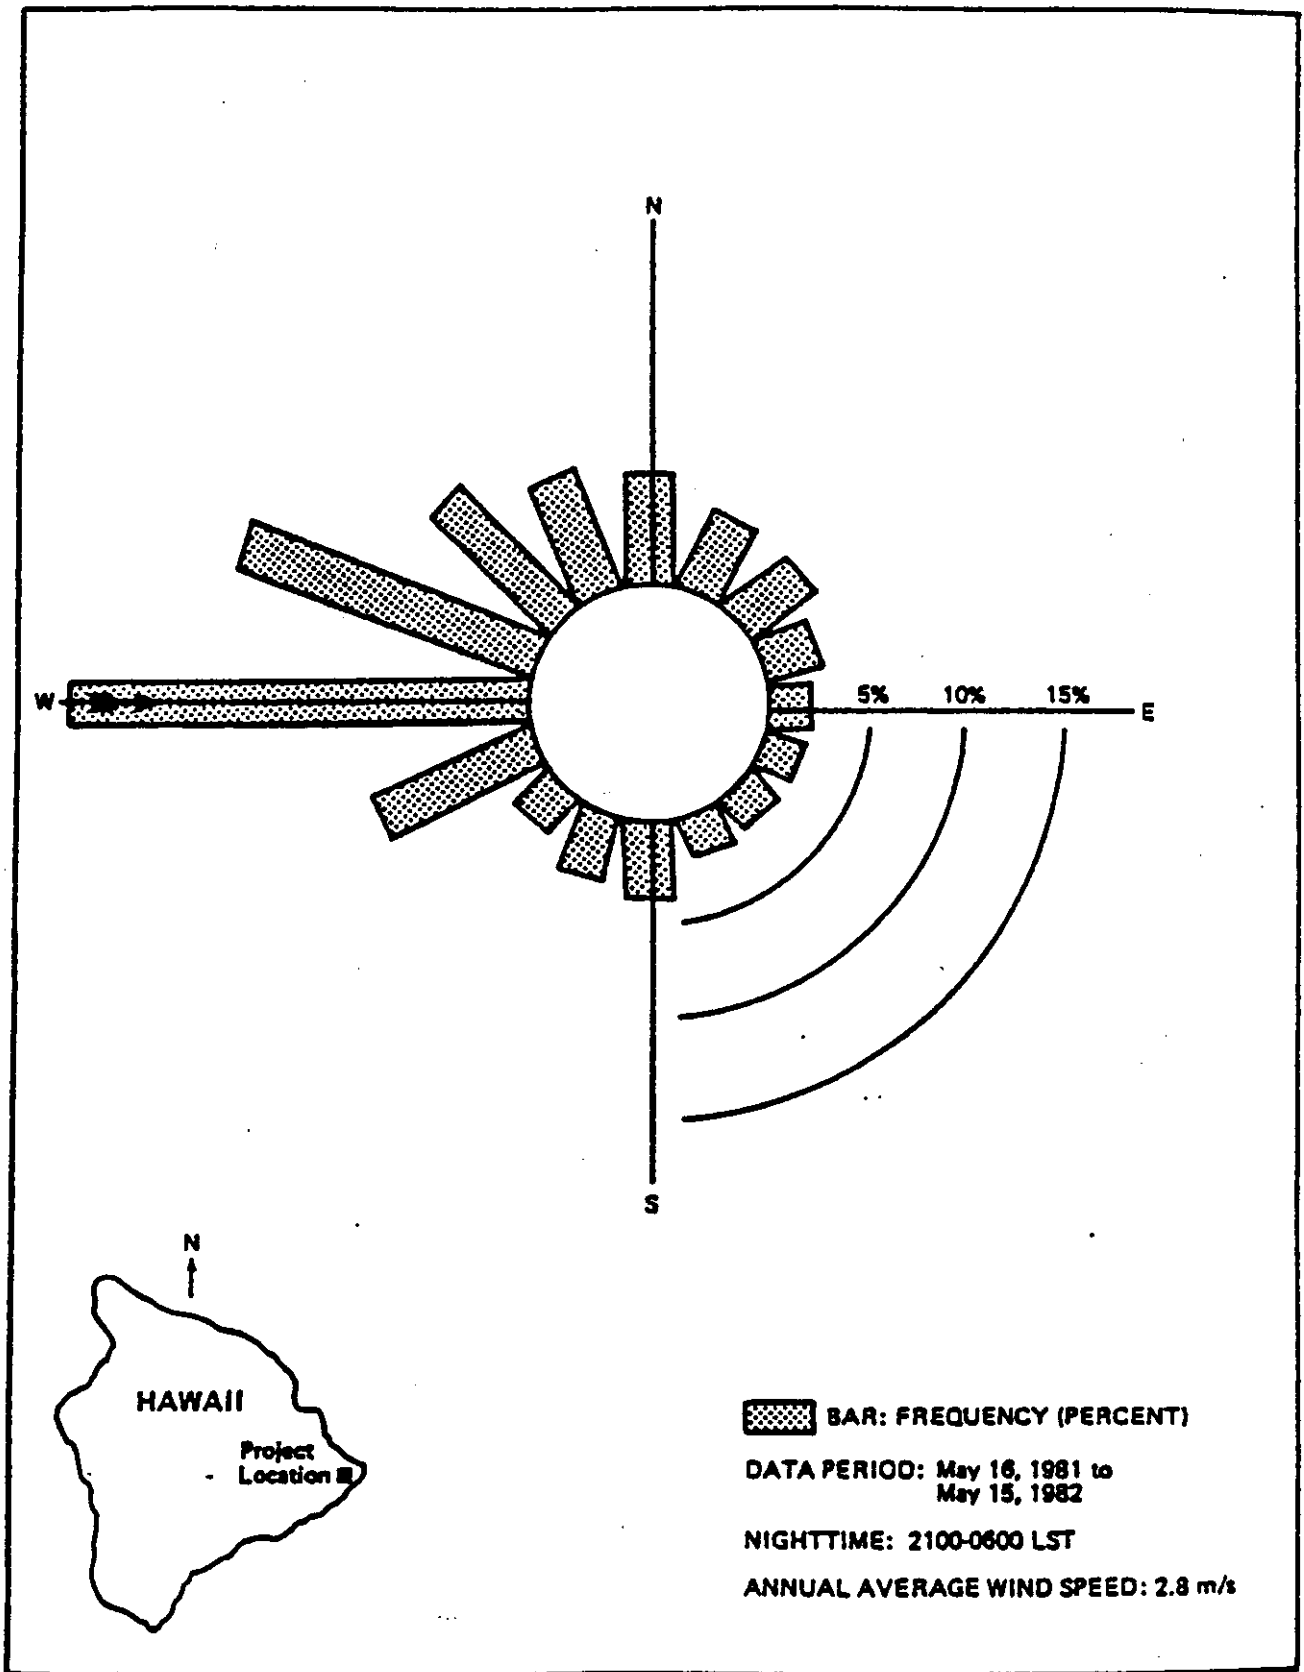 N
W
5% 10% 15%
E
S
N
HAWAII
Project
Location
BAR: FREQUENCY (PERCENT)
DATA PERIOD: May 16, 1981 to
May 15, 1982
NIGHTTIME: 2100-0600 LST
ANNUAL AVERAGE WIND SPEED: 2.8 m/s